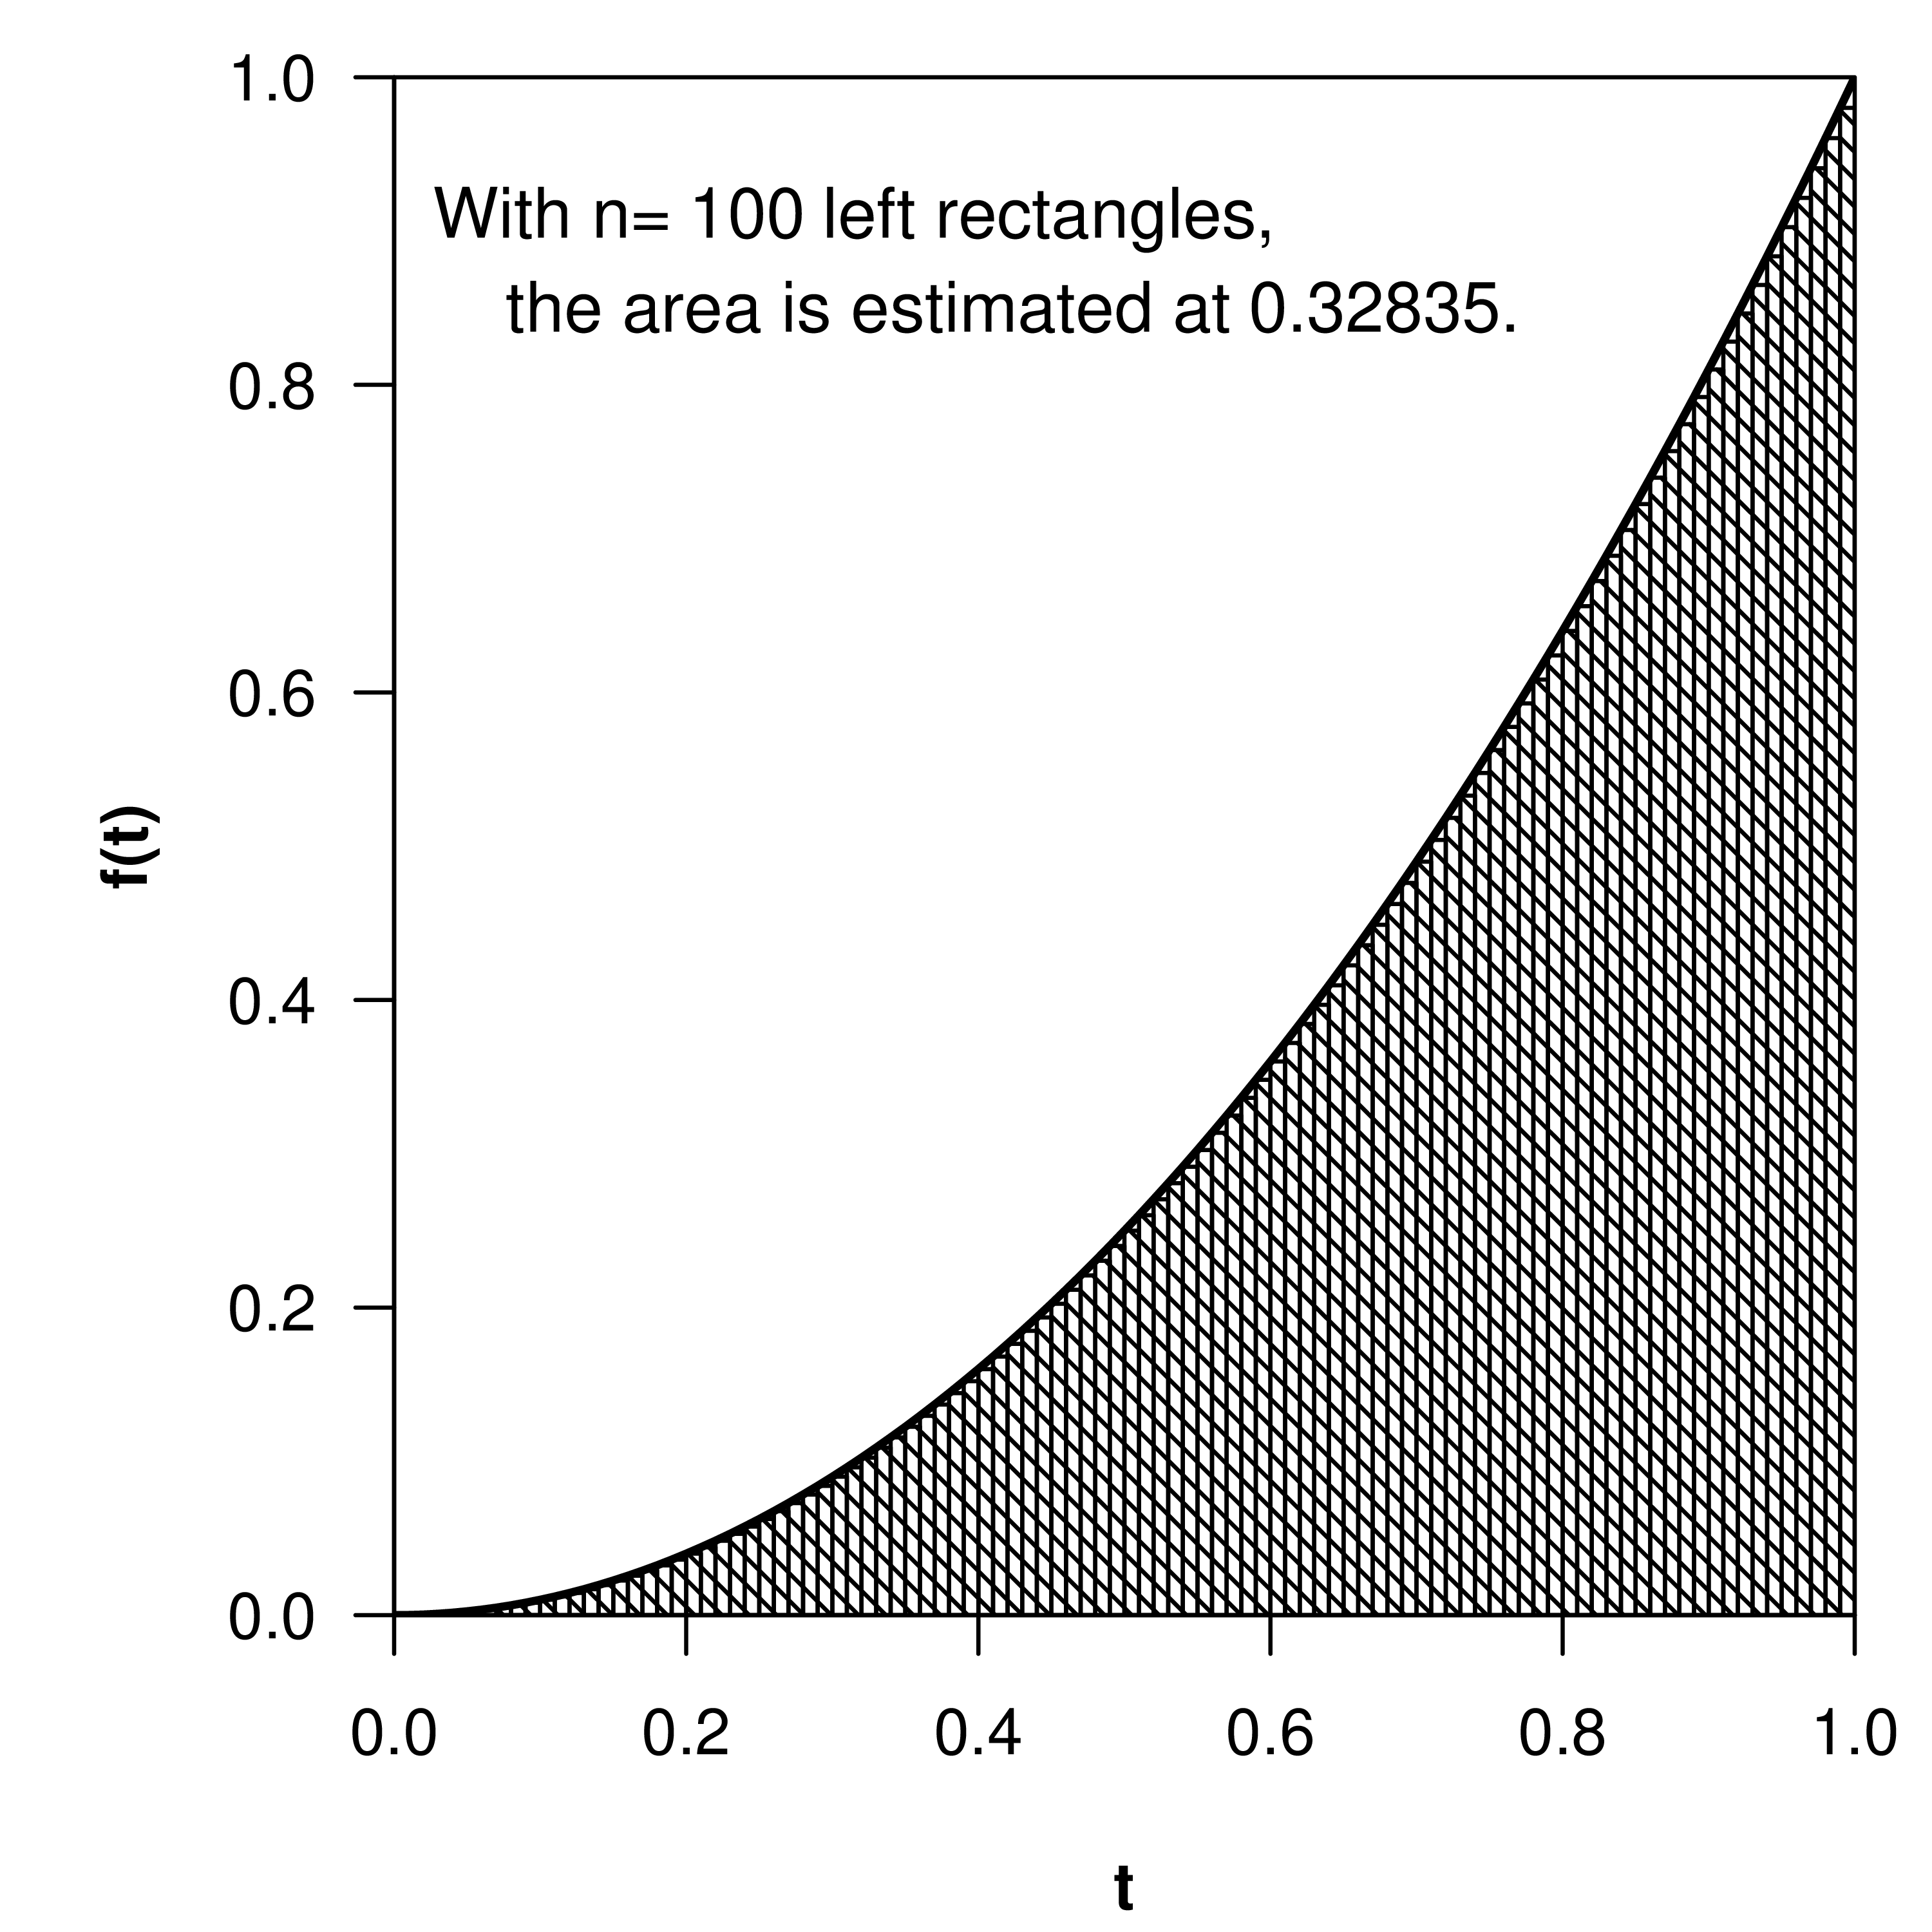 1.0
With n= 100 left rectangles,
the area is estimated at 0.32835.
0.8
0.6
f(t)
0.4
0.2
0.0
0.0 0.2 0.4 0.6 0.8 1.0
t